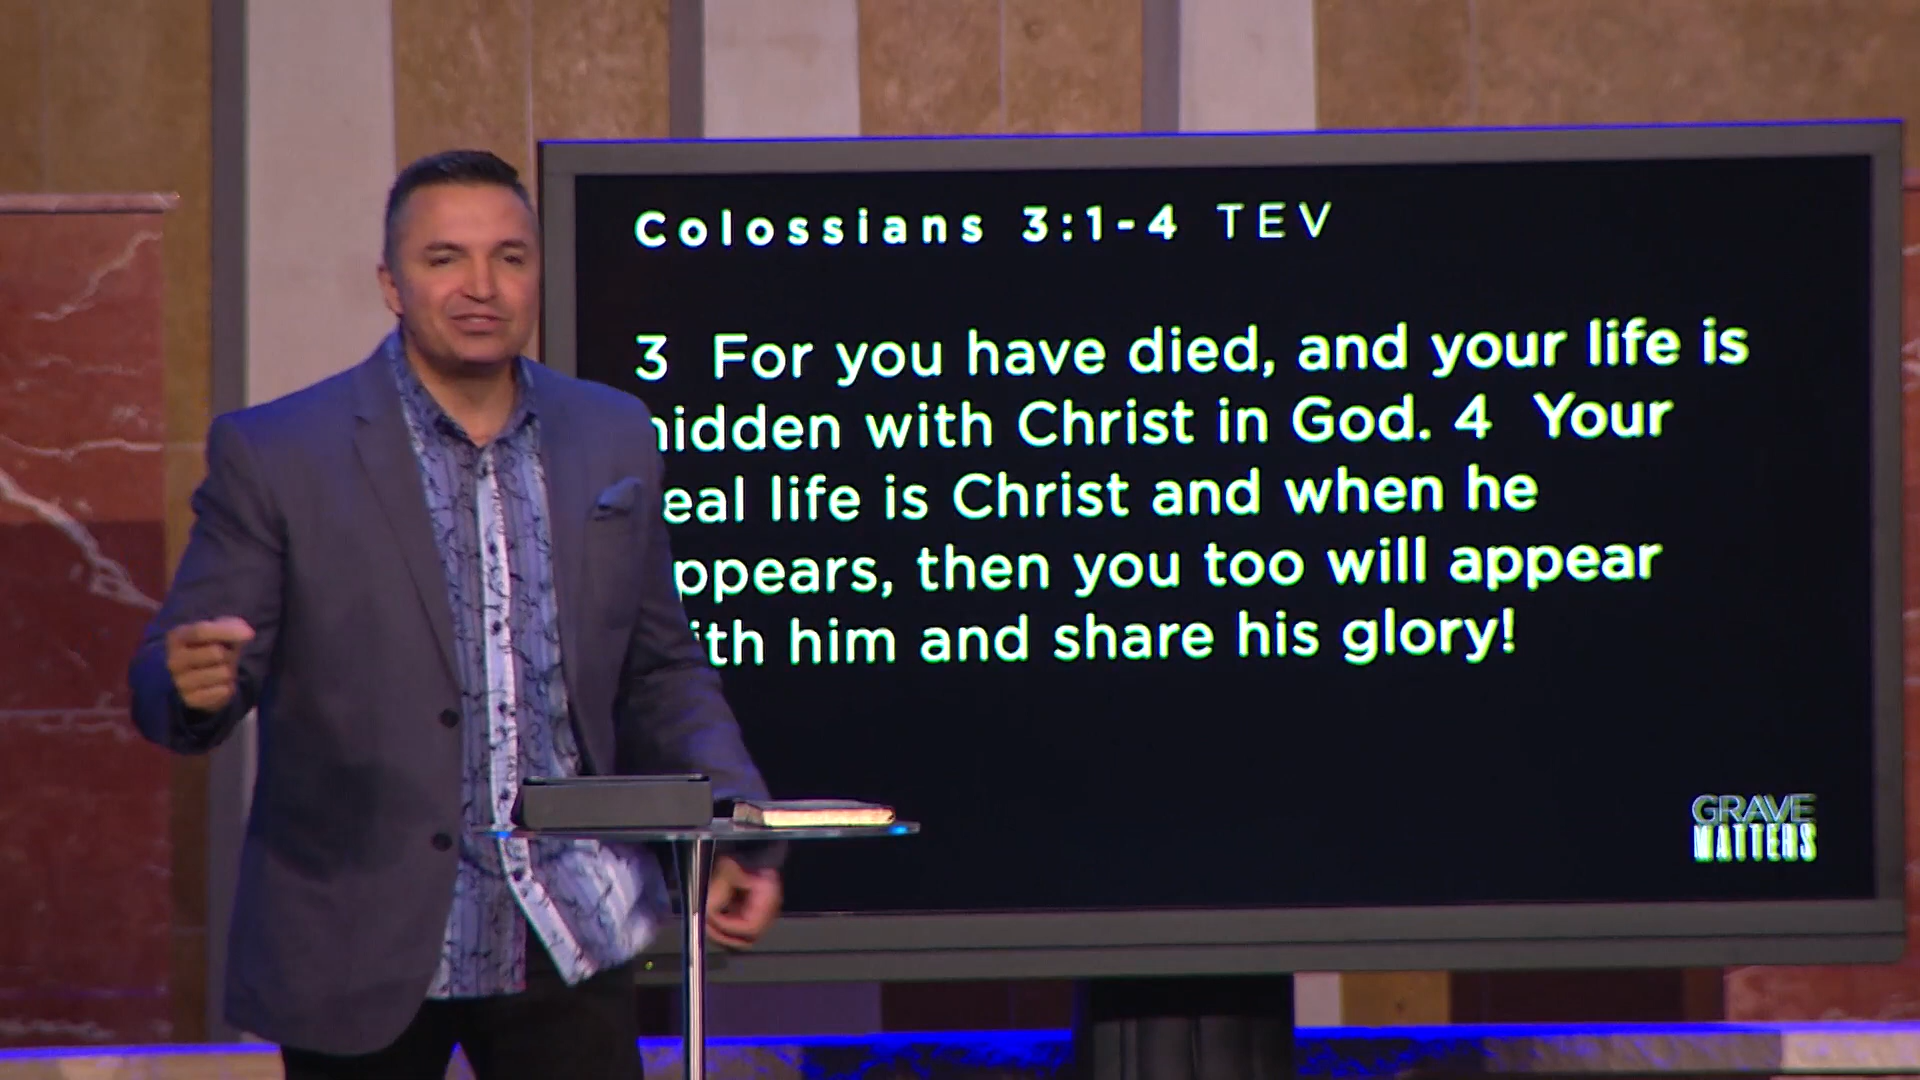 Colossians 3:1-4 TEV
3 For you have died, and your life is
hidden with Christ in God. 4 Your
eal life is Christ and when he
ppears, then you too will appear
ith him and share his glory!
GRAVE
MATTERS